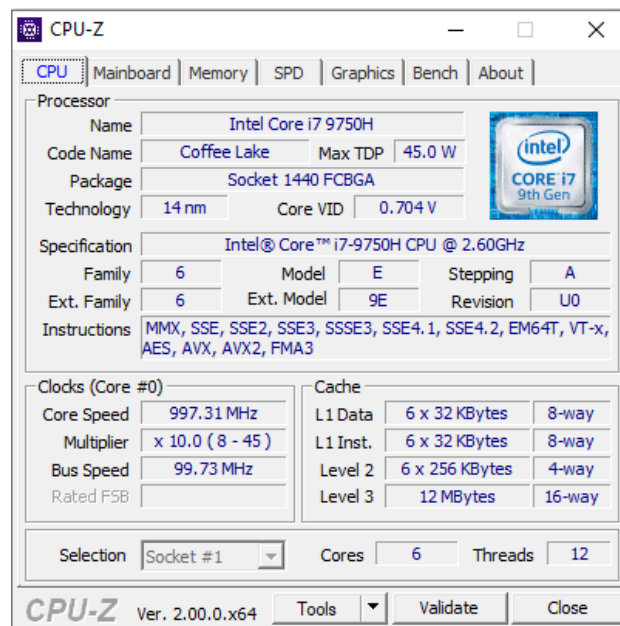 CPU-Z
CPU Mainboard Memory SPD Graphics Bench About
Processor
Name Intel Core i7 9750H
Code Name Coffee Lake Max TDP 45.0 W
Package Socket 1440 FCBGA
Technology 14 nm Core VID 0.704 V
intel
CORE i7
9th Gen
Specification Intel® Core™ i7-9750H CPU @ 2.60GHz
Family 6 Model E Stepping A
Ext. Family 6 Ext. Model 9E Revision U0
Instructions MMX, SSE, SSE2, SSE3, SSSE3, SSE4.1, SSE4.2, EM64T, VT-x,
AES, AVX, AVX2, FMA3
Clocks (Core #0)
Core Speed 997.31 MHz
Multiplier x 10.0 ( 8 - 45 )
Bus Speed 99.73 MHz
Rated FSB
Cache
L1 Data 6 x 32 KBytes 8-way
L1 Inst. 6 x 32 KBytes 8-way
Level 2 6 x 256 KBytes 4-way
Level 3 12 MBytes 16-way
Selection Socket #1 Cores 6 Threads 12
CPU-Z Ver. 2.00.0.x64 Tools Validate Close